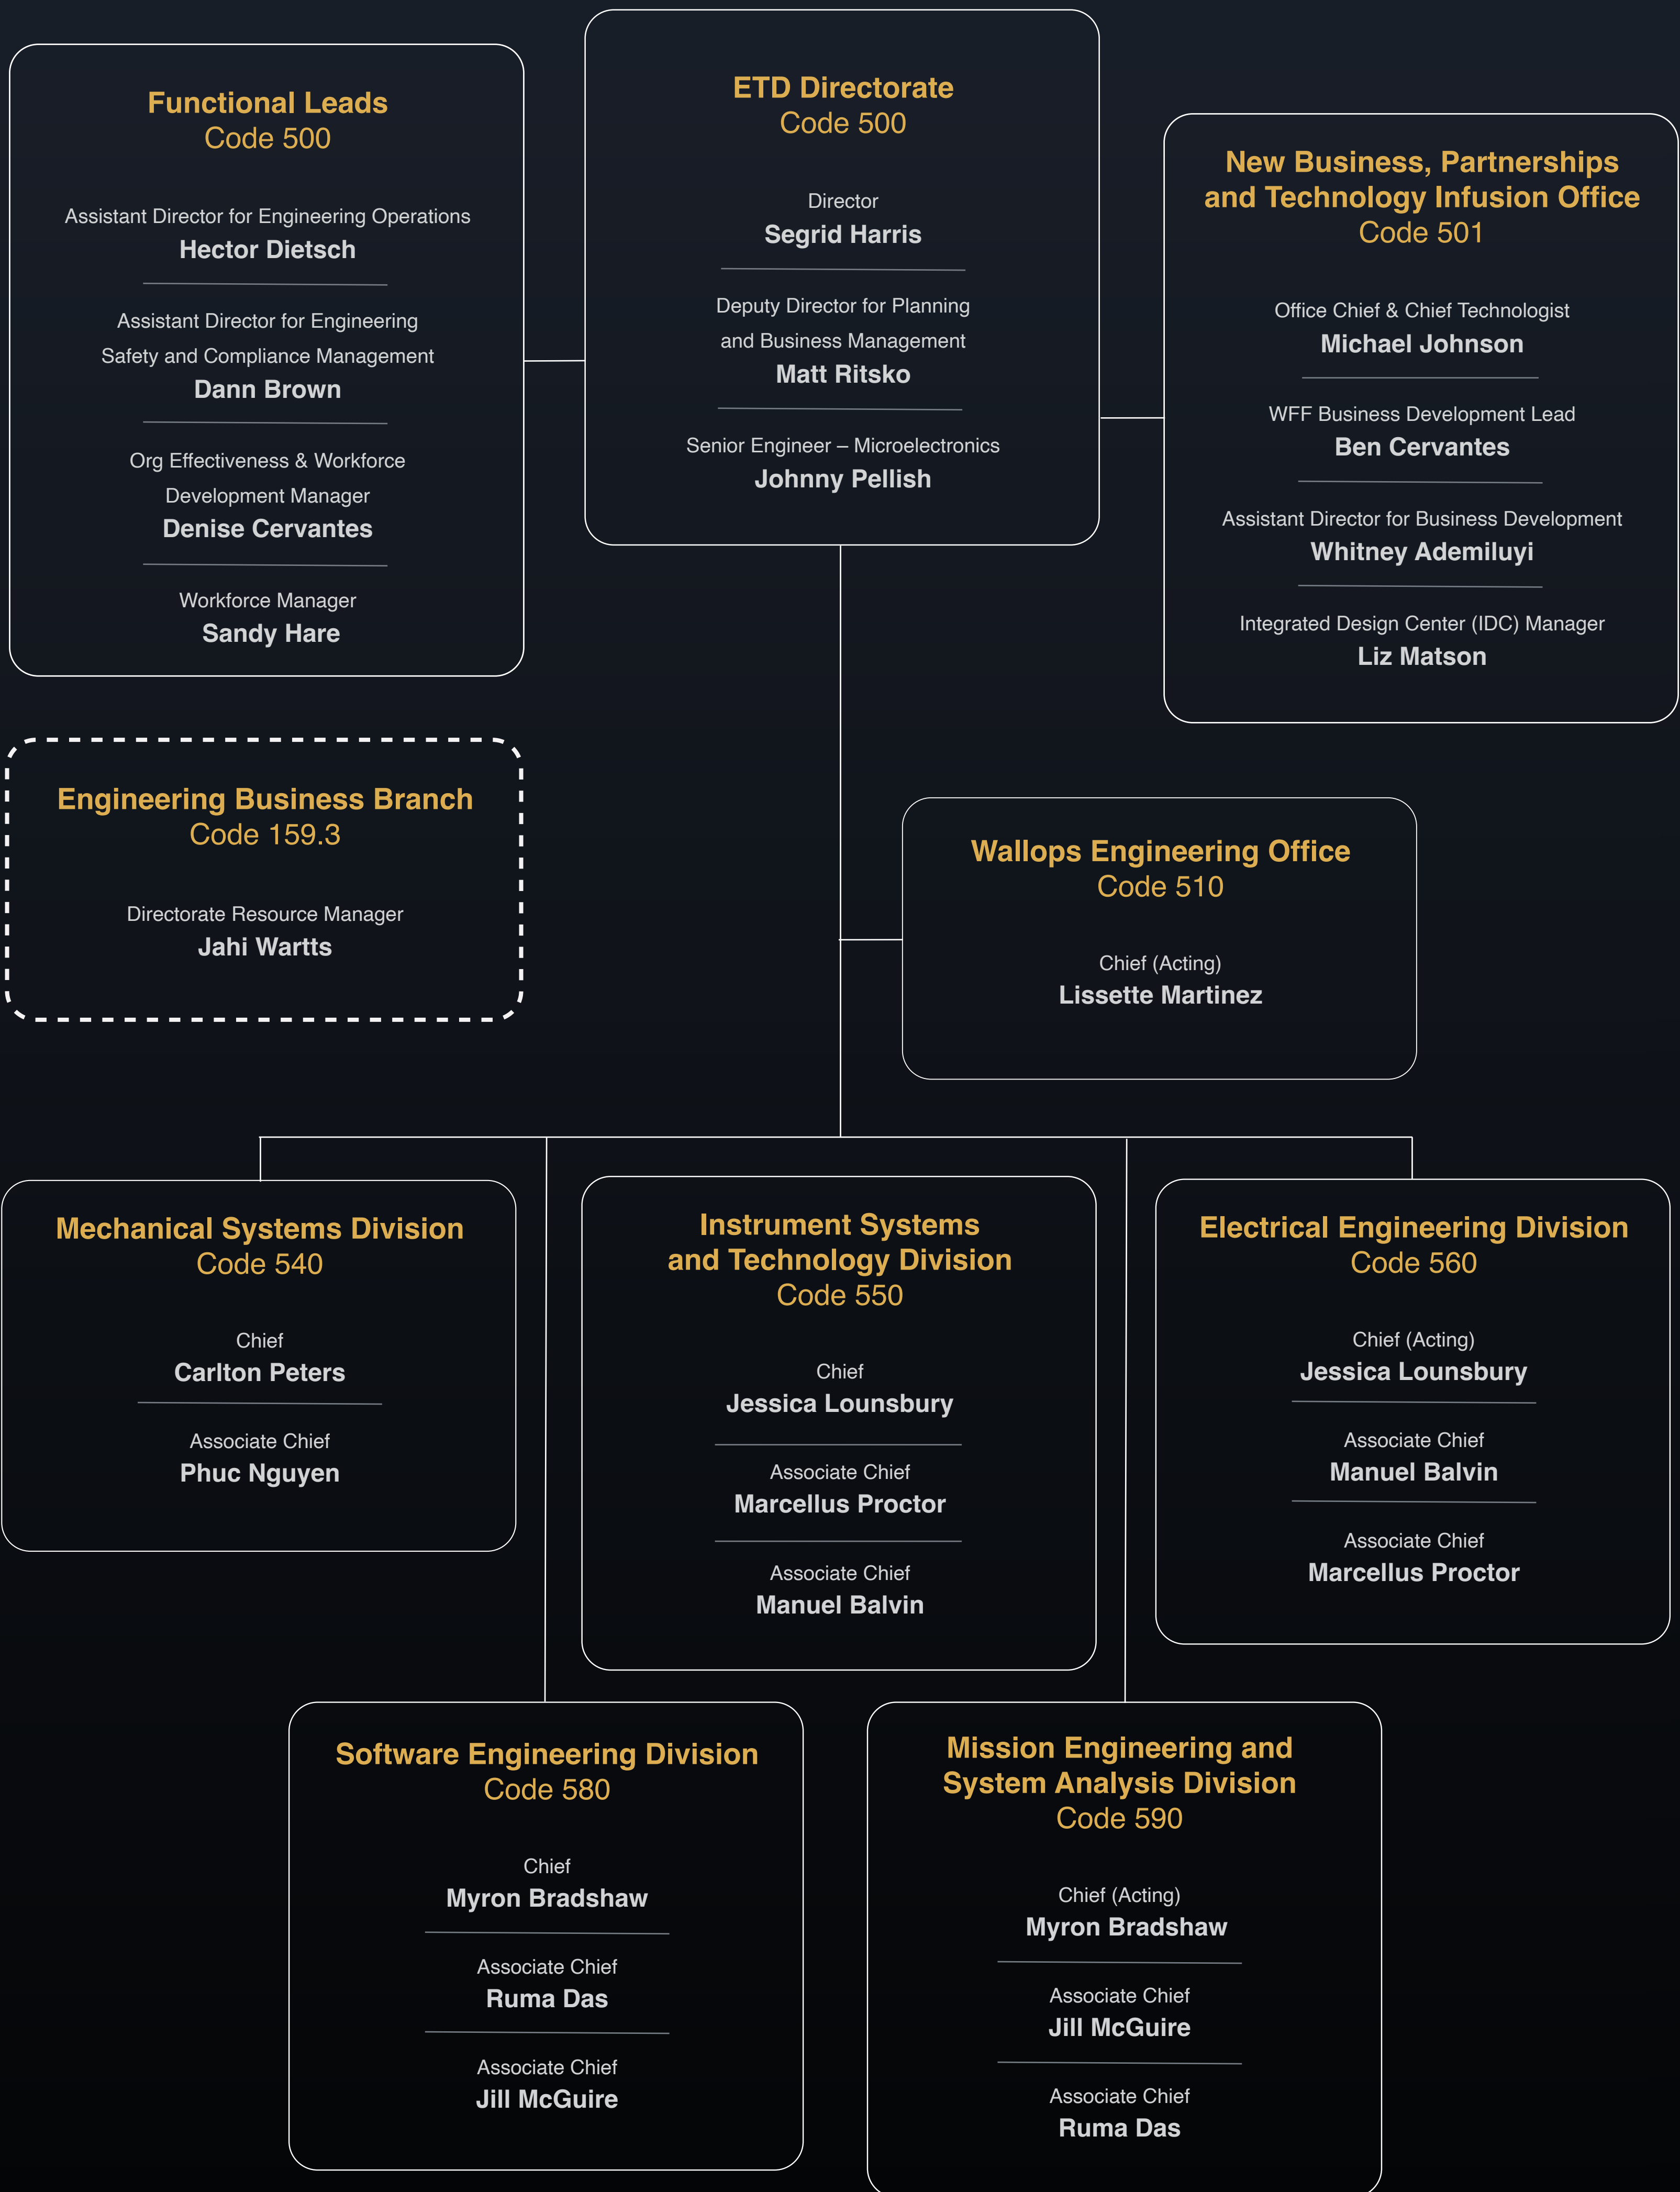 Functional Leads
Code 500
Assistant Director for Engineering Operations
Hector Dietsch
Assistant Director for Engineering
Safety and Compliance Management
Dann Brown
Org Effectiveness & Workforce
Development Manager
Denise Cervantes
Workforce Manager
Sandy Hare
ETD Directorate
Code 500
Director
Segrid Harris
Deputy Director for Planning
and Business Management
Matt Ritsko
Senior Engineer – Microelectronics
Johnny Pellish
New Business, Partnerships
and Technology Infusion Office
Code 501
Office Chief & Chief Technologist
Michael Johnson
WFF Business Development Lead
Ben Cervantes
Assistant Director for Business Development
Whitney Ademiluyi
Integrated Design Center (IDC) Manager
Liz Matson
Engineering Business Branch
Code 159.3
Directorate Resource Manager
Jahi Wartts
Wallops Engineering Office
Code 510
Chief (Acting)
Lissette Martinez
Mechanical Systems Division
Code 540
Chief
Carlton Peters
Associate Chief
Phuc Nguyen
Instrument Systems
and Technology Division
Code 550
Chief
Jessica Lounsbury
Associate Chief
Marcellus Proctor
Associate Chief
Manuel Balvin
Electrical Engineering Division
Code 560
Chief (Acting)
Jessica Lounsbury
Associate Chief
Manuel Balvin
Associate Chief
Marcellus Proctor
Software Engineering Division
Code 580
Chief
Myron Bradshaw
Associate Chief
Ruma Das
Associate Chief
Jill McGuire
Mission Engineering and
System Analysis Division
Code 590
Chief (Acting)
Myron Bradshaw
Associate Chief
Jill McGuire
Associate Chief
Ruma Das